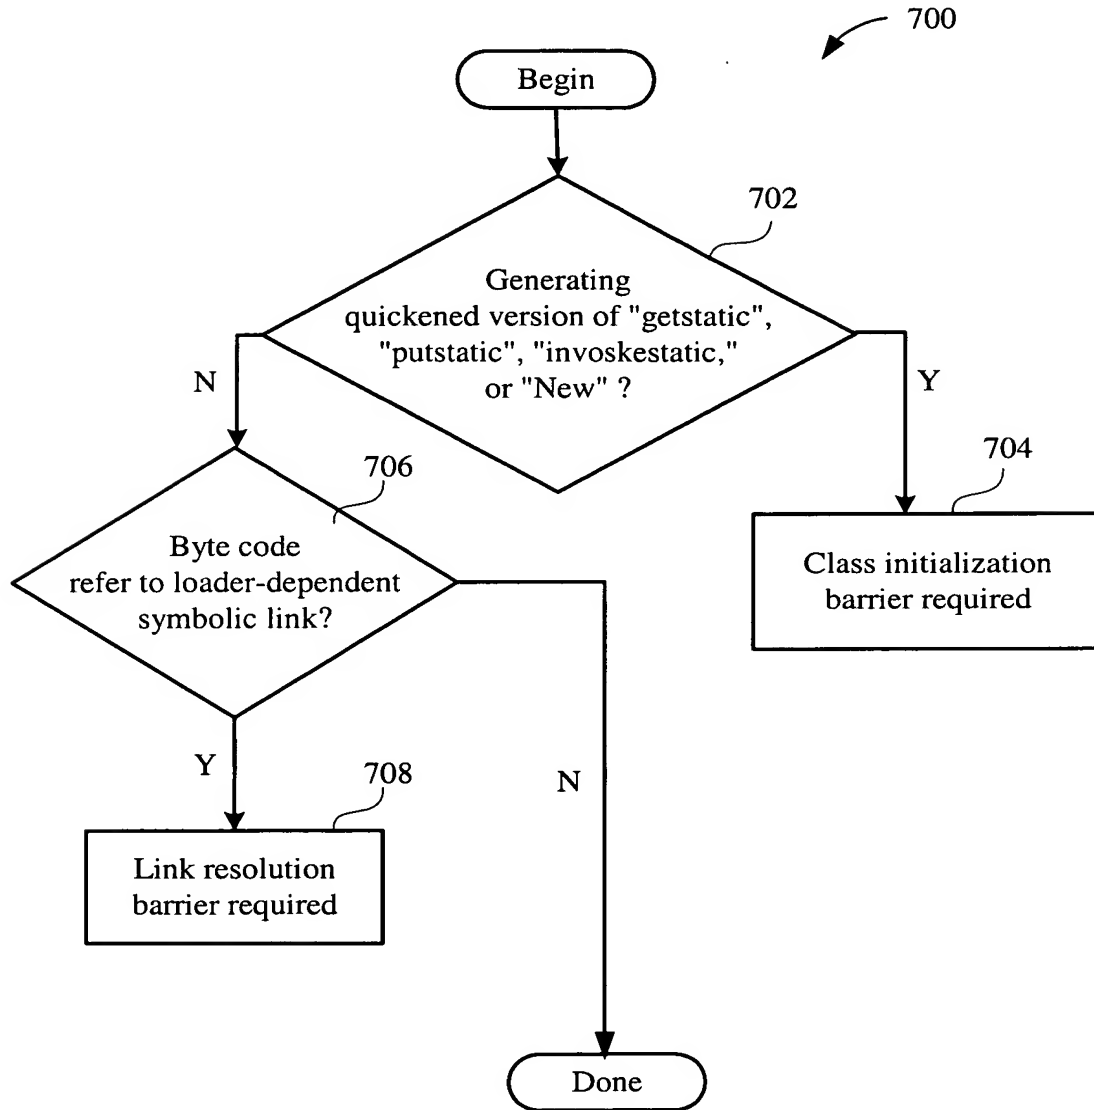 700
Begin
702
Generating
quickened version of "getstatic",
"putstatic", "invoskestatic,"
or "New" ?
N
Y
706
704
Byte code
refer to loader-dependent
symbolic link?
Class initialization
barrier required
Y
N
708
Link resolution
barrier required
Done